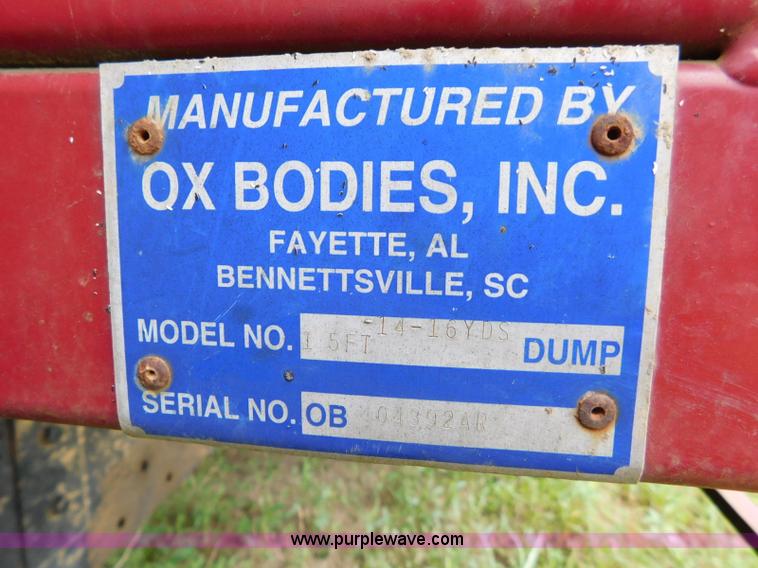 MANUFACTURED BY
OX BODIES, INC.
FAYETTE, AL
BENNETTSVILLE, SC
MODEL NO. 15FT -14-16YDS DUMP
SERIAL NO. OB 404392AR
www.purplewave.com